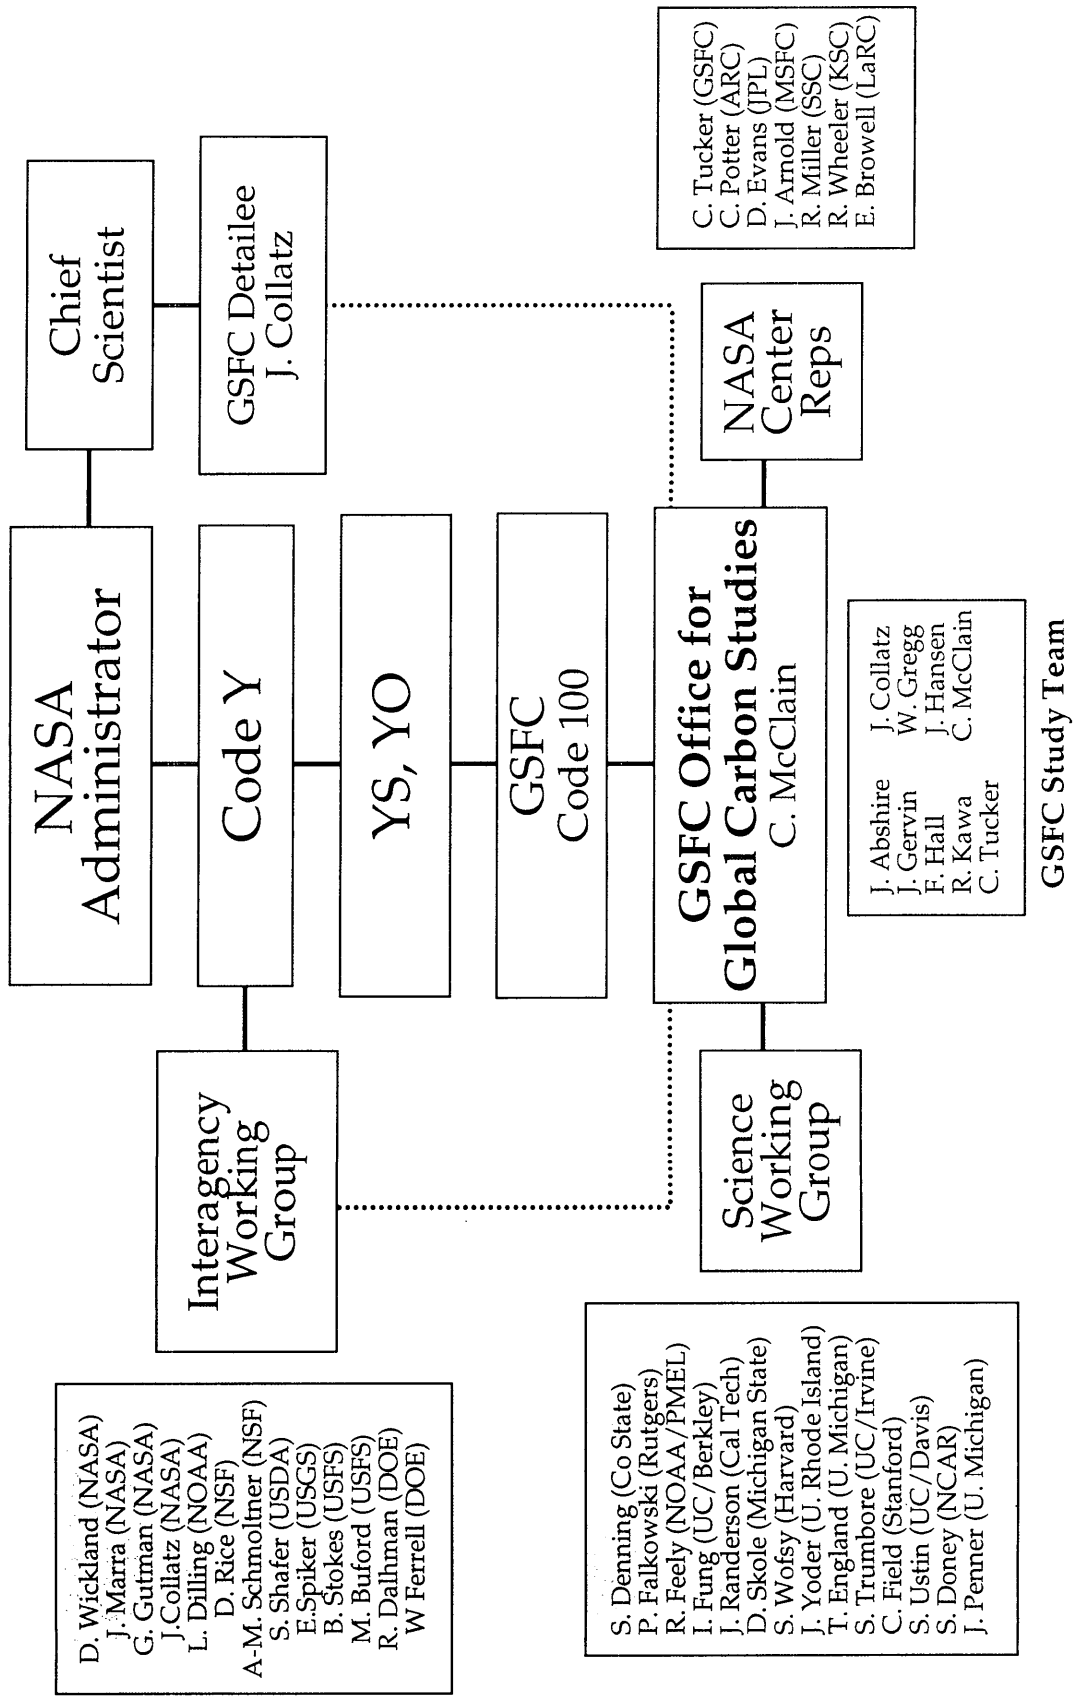 NASA
Administrator
Chief
Scientist
Code Y
GSFC Detailee
J. Collatz
Interagency
Working
Group
D. Wickland (NASA)
J. Marra (NASA)
G. Gutman (NASA)
J.Collatz (NASA)
L. Dilling (NOAA)
D. Rice (NSF)
A-M. Schmoltner (NSF)
S. Shafer (USDA)
E.Spiker (USGS)
B. Stokes (USFS)
M. Buford (USFS)
R. Dalhman (DOE)
W Ferrell (DOE)
YS, YO
GSFC
Code 100
GSFC Office for
Global Carbon Studies
C. McClain
Science
Working
Group
NASA
Center
Reps
S. Denning (Co State)
P. Falkowski (Rutgers)
R. Feely (NOAA/PMEL)
I. Fung (UC/Berkley)
J. Randerson (Cal Tech)
D. Skole (Michigan State)
S. Wofsy (Harvard)
J. Yoder (U. Rhode Island)
T. England (U. Michigan)
S. Trumbore (UC/Irvine)
C. Field (Stanford)
S. Ustin (UC/Davis)
S. Doney (NCAR)
J. Penner (U. Michigan)
C. Tucker (GSFC)
C. Potter (ARC)
D. Evans (JPL)
J. Arnold (MSFC)
R. Miller (SSC)
R. Wheeler (KSC)
E. Browell (LaRC)
J. Abshire J. Collatz
J. Gervin W. Gregg
F. Hall J. Hansen
R. Kawa C. McClain
C. Tucker
GSFC Study Team